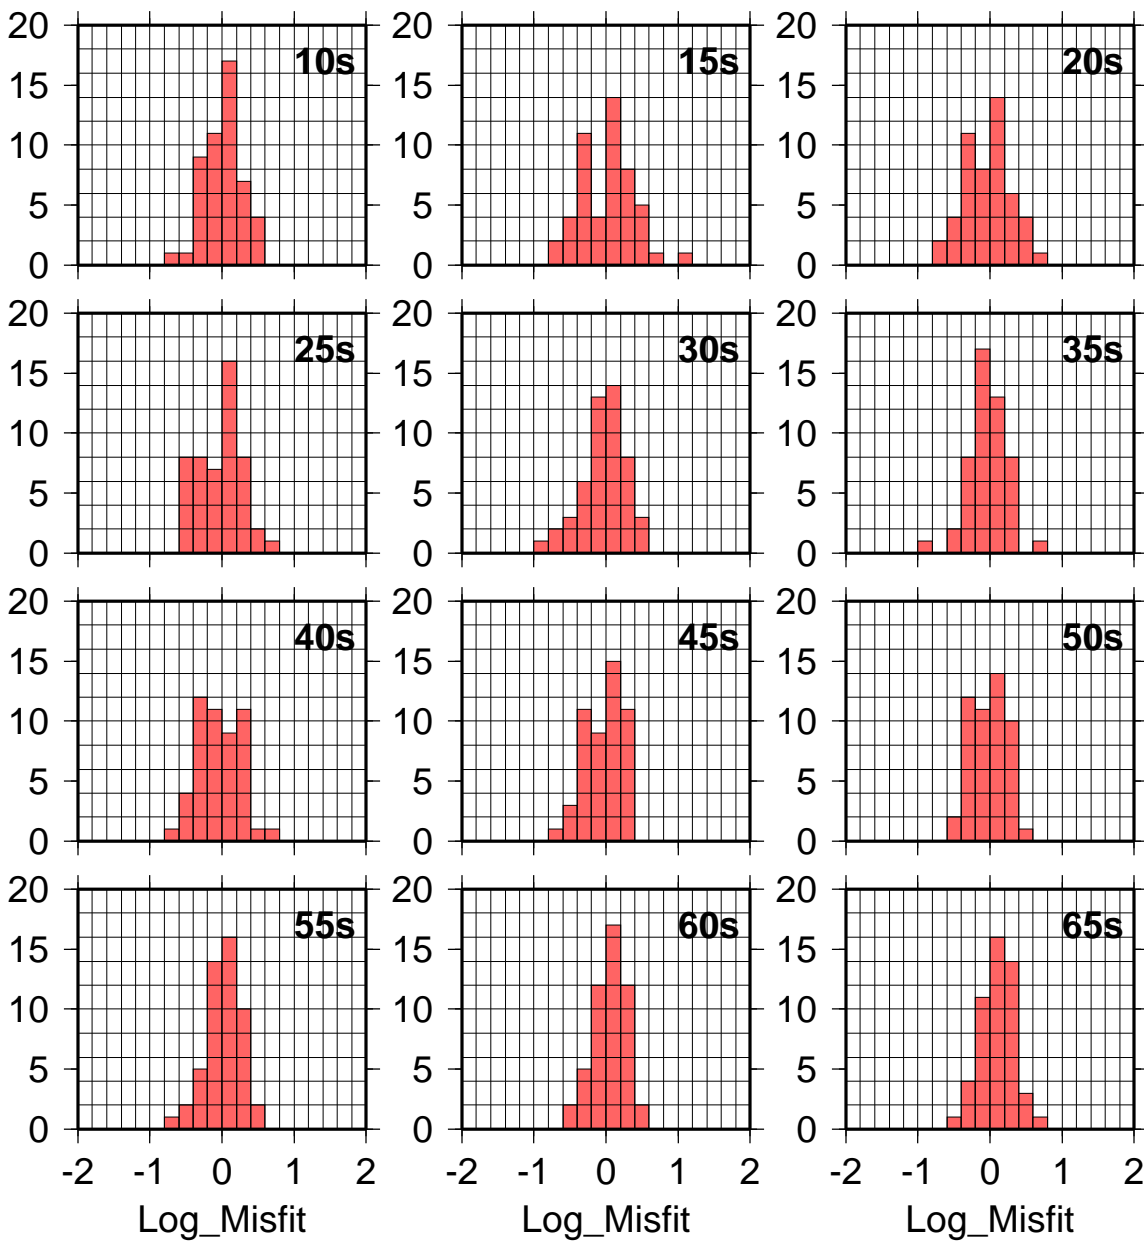 20 15 10 5 0 10s
20 15 10 5 0 15s
20 15 10 5 0 20s
20 15 10 5 0 25s
20 15 10 5 0 30s
20 15 10 5 0 35s
20 15 10 5 0 40s
20 15 10 5 0 45s
20 15 10 5 0 50s
20 15 10 5 0 55s
-2 -1 0 1 2
Log_Misfit
20 15 10 5 0 60s
-2 -1 0 1 2
Log_Misfit
20 15 10 5 0 65s
-2 -1 0 1 2
Log_Misfit